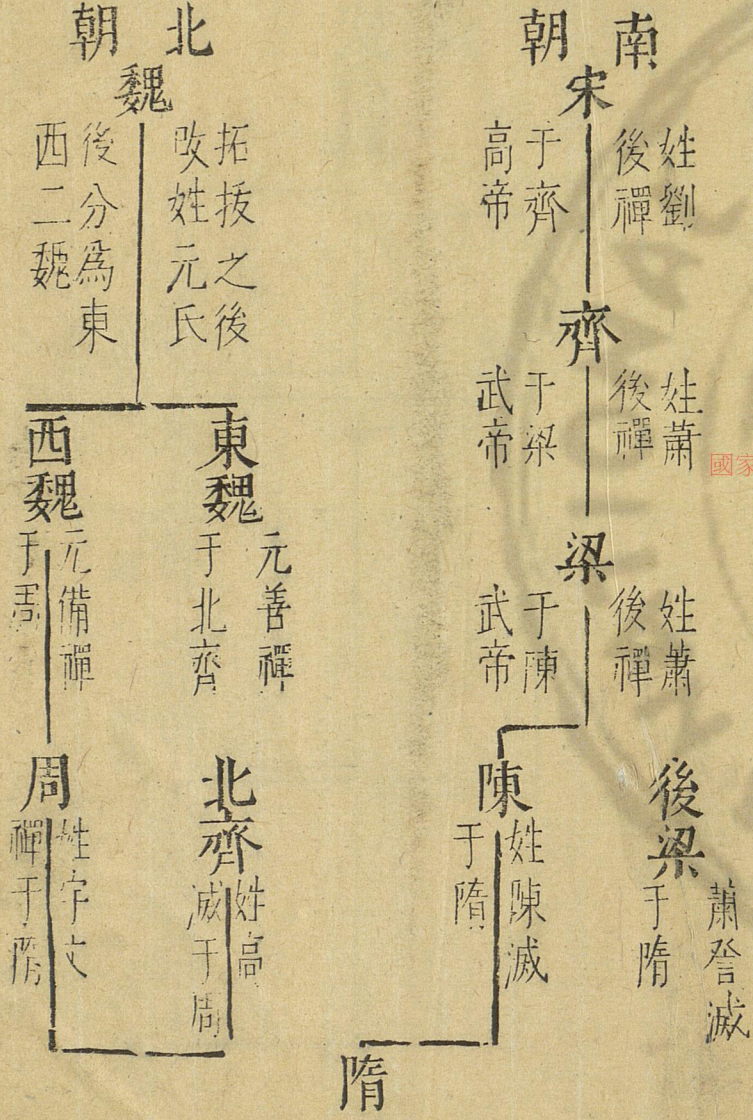 南朝
宋
姓劉
後禪
于齊
高帝
齊
姓蕭
後禪
于梁
武帝
梁
姓蕭
後禪
于陳
武帝
後梁
蕭詧滅
于隋
陳
姓陳滅
于隋
北朝
魏
拓拔之後
改姓元氏
後分為東
西二魏
東魏
元善禪
于北齊
北齊
姓高
滅于周
西魏
元備禪
于周
周
姓宇文
禪于隋
隋
國家